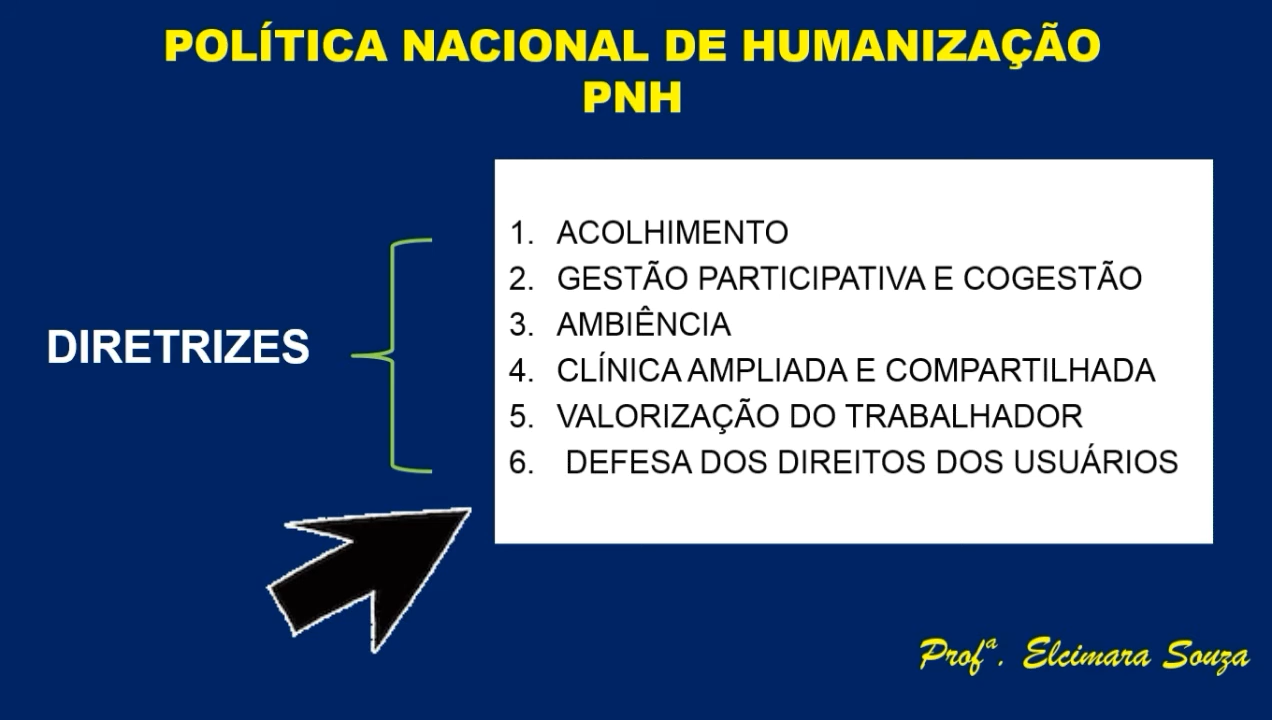 POLÍTICA NACIONAL DE HUMANIZAÇÃO
PNH
DIRETRIZES
1. ACOLHIMENTO
2. GESTÃO PARTICIPATIVA E COGESTÃO
3. AMBIÊNCIA
4. CLÍNICA AMPLIADA E COMPARTILHADA
5. VALORIZAÇÃO DO TRABALHADOR
6. DEFESA DOS DIREITOS DOS USUÁRIOS
Profª. Elcimara Souza